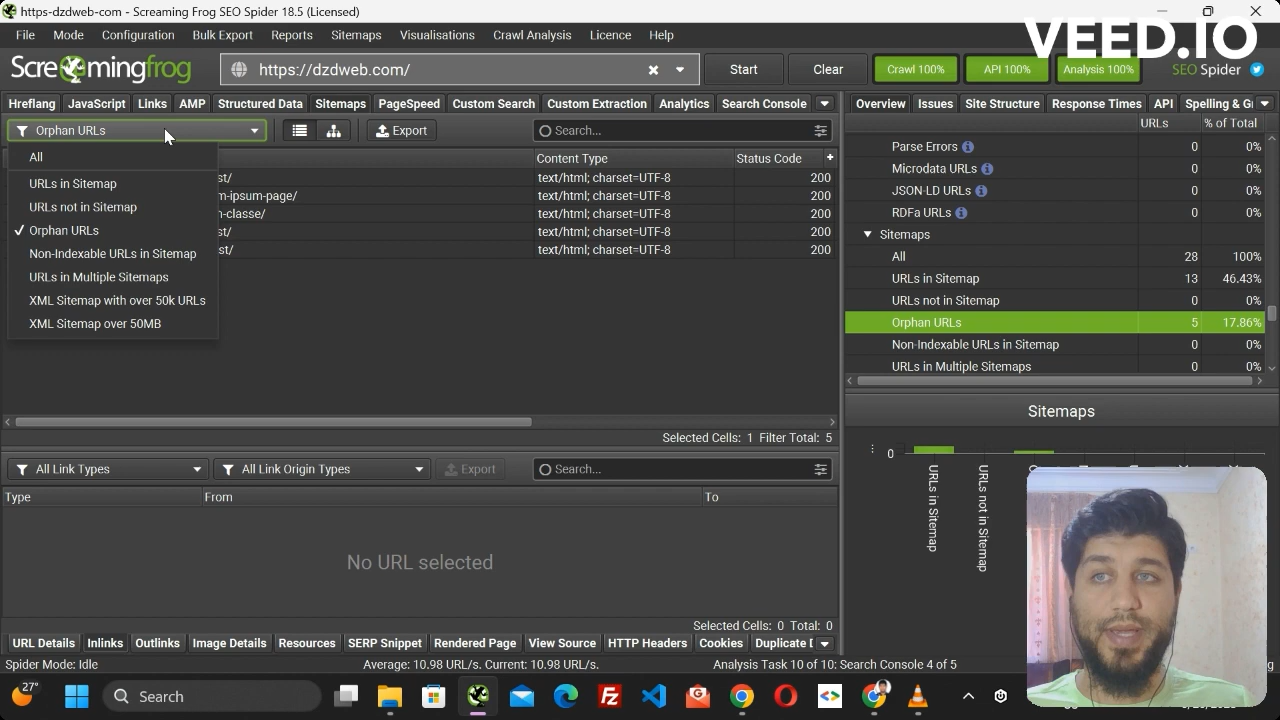 https-dzdweb-com - Screaming Frog SEO Spider 18.5 (Licensed)
File Mode Configuration Bulk Export Reports Sitemaps Visualisations Crawl Analysis Licence Help
VEED.IO
Screamingfrog https://dzdweb.com/ Start Clear Crawl 100% API 100% Analysis 100% SEO Spider
Hreflang JavaScript Links AMP Structured Data Sitemaps PageSpeed Custom Search Custom Extraction Analytics Search Console
Overview Issues Site Structure Response Times API Spelling & G
Orphan URLs Export Search...
All
URLs in Sitemap
URLs not in Sitemap
Orphan URLs
Non-Indexable URLs in Sitemap
URLs in Multiple Sitemaps
XML Sitemap with over 50k URLs
XML Sitemap over 50MB
Content Type Status Code +
st/ text/html; charset=UTF-8 200
n-ipsum-page/ text/html; charset=UTF-8 200
n-classe/ text/html; charset=UTF-8 200
st/ text/html; charset=UTF-8 200
st/ text/html; charset=UTF-8 200
Selected Cells: 1 Filter Total: 5
URLs % of Total
Parse Errors 0 0%
Microdata URLs 0 0%
JSON-LD URLs 0 0%
RDFa URLs 0 0%
Sitemaps
All 28 100%
URLs in Sitemap 13 46.43%
URLs not in Sitemap 0 0%
Orphan URLs 5 17.86%
Non-Indexable URLs in Sitemap 0 0%
URLs in Multiple Sitemaps 0 0%
Sitemaps
0
URLs in Sitemap
URLs not in Sitemap
All Link Types All Link Origin Types Export Search...
Type From To
No URL selected
Selected Cells: 0 Total: 0
URL Details Inlinks Outlinks Image Details Resources SERP Snippet Rendered Page View Source HTTP Headers Cookies Duplicate
Spider Mode: Idle Average: 10.98 URL/s. Current: 10.98 URL/s. Analysis Task 10 of 10: Search Console 4 of 5
27° Search